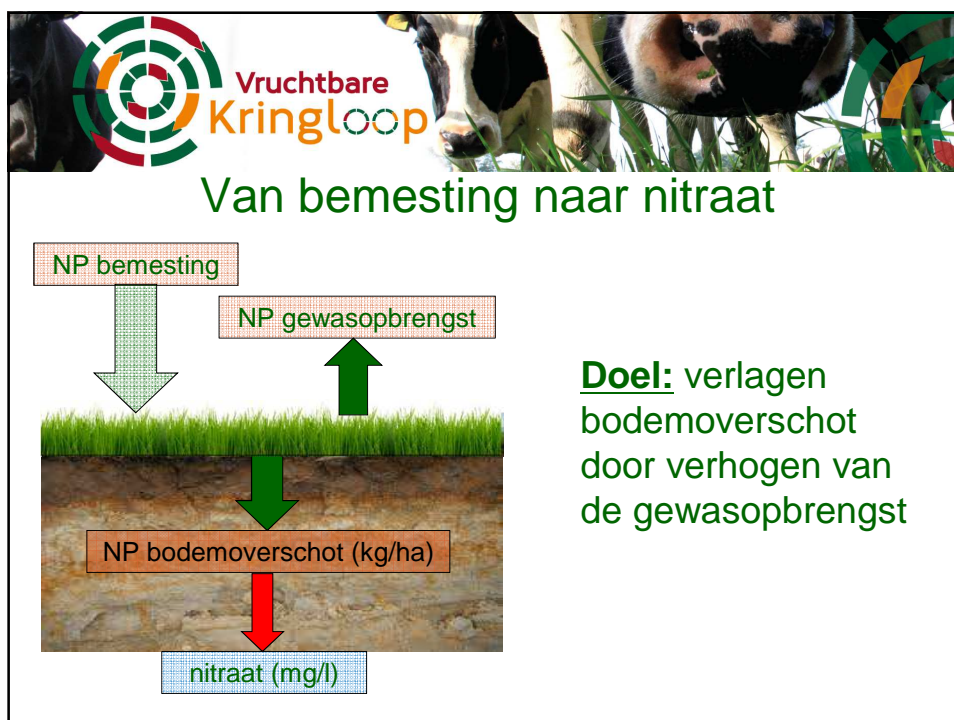 Vruchtbare
Kringloop
Van bemesting naar nitraat
NP bemesting
NP gewasopbrengst
Doel: verlagen
bodemoverschot
door verhogen van
de gewasopbrengst
NP bodemoverschot (kg/ha)
nitraat (mg/l)